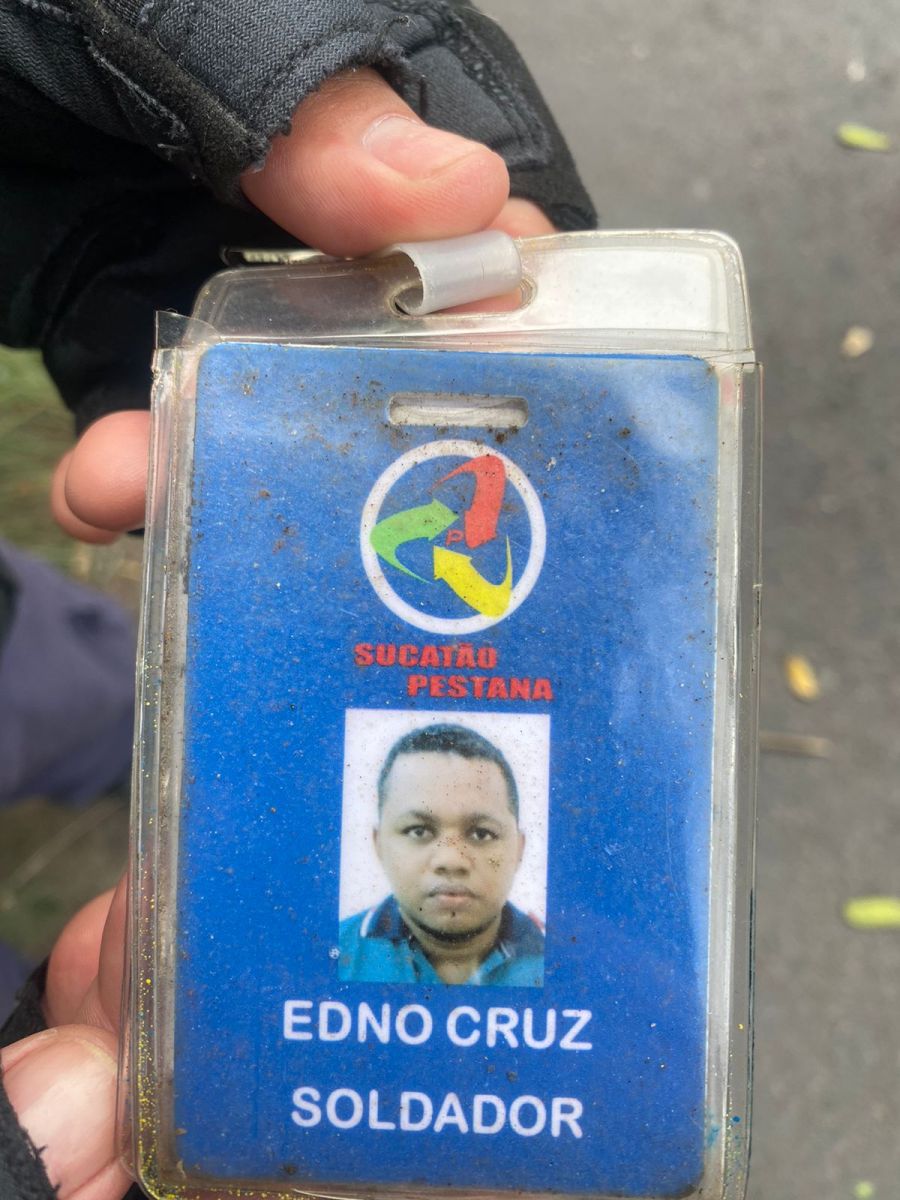 P
SUCATÃO
PESTANA
EDNO CRUZ
SOLDADOR